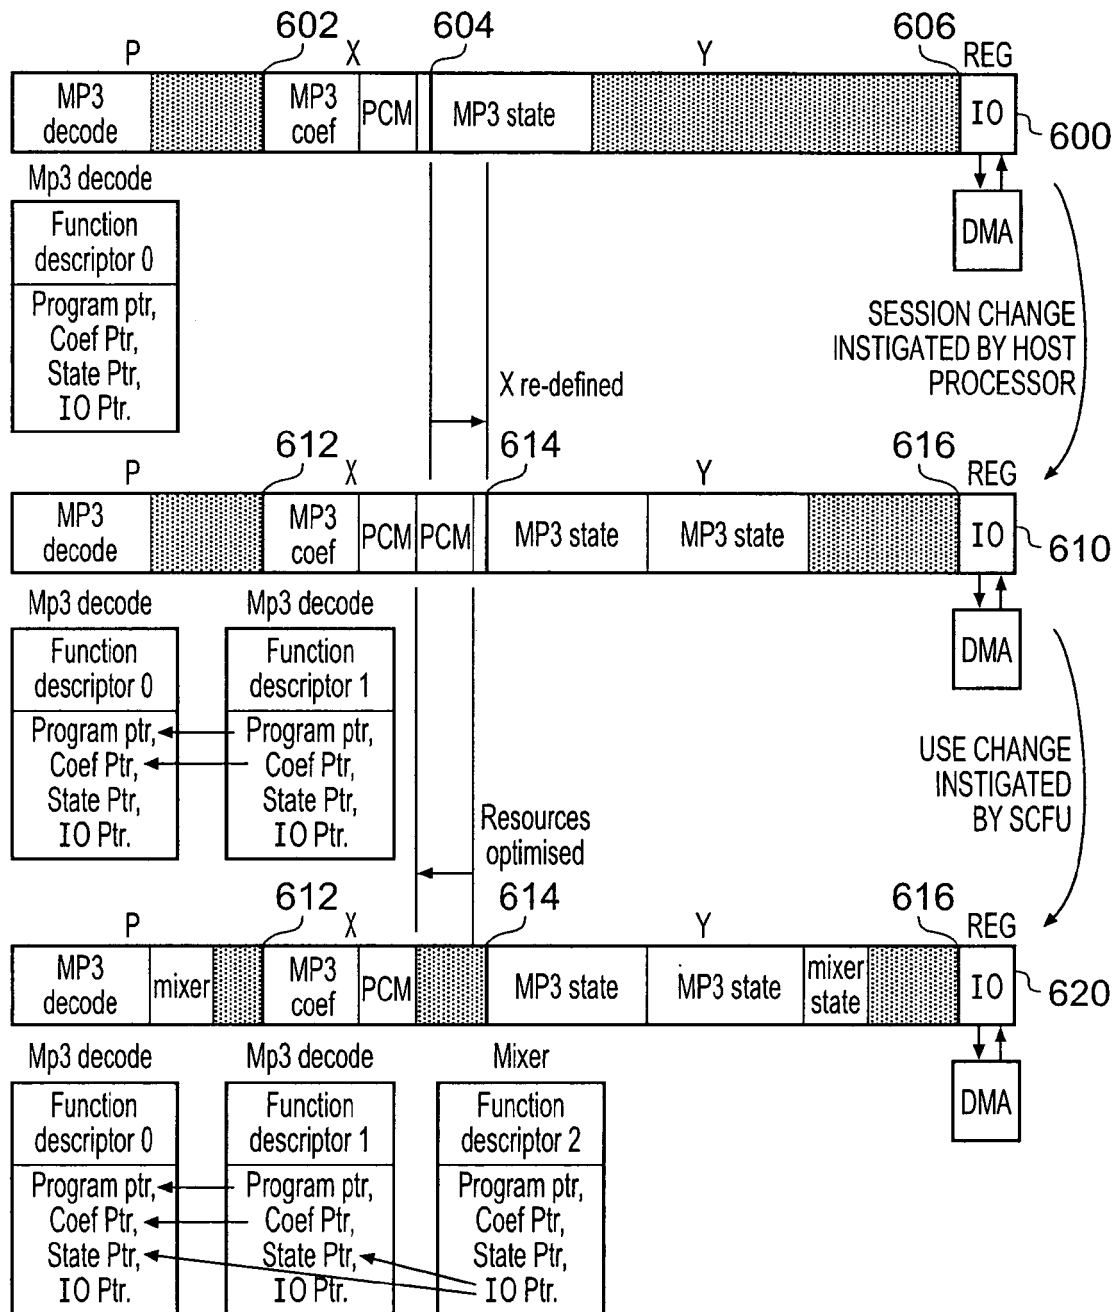 602
604
606
P
X
Y
REG
MP3
decode
MP3
coef
PCM
MP3 state
IO
600
Mp3 decode
DMA
Function
descriptor 0
Program ptr,
Coef Ptr,
State Ptr,
IO Ptr.
SESSION CHANGE
INSTIGATED BY HOST
PROCESSOR
X re-defined
612
614
616
P
X
Y
REG
MP3
decode
MP3
coef
PCM
PCM
MP3 state
MP3 state
IO
610
Mp3 decode
Mp3 decode
DMA
Function
descriptor 0
Function
descriptor 1
Program ptr,
Coef Ptr,
State Ptr,
IO Ptr.
Program ptr,
Coef Ptr,
State Ptr,
IO Ptr.
USE CHANGE
INSTIGATED
BY SCFU
Resources
optimised
612
614
616
P
X
Y
REG
MP3
decode
mixer
MP3
coef
PCM
MP3 state
MP3 state
mixer
state
IO
620
Mp3 decode
Mp3 decode
Mixer
DMA
Function
descriptor 0
Function
descriptor 1
Function
descriptor 2
Program ptr,
Coef Ptr,
State Ptr,
IO Ptr.
Program ptr,
Coef Ptr,
State Ptr,
IO Ptr.
Program ptr,
Coef Ptr,
State Ptr,
IO Ptr.